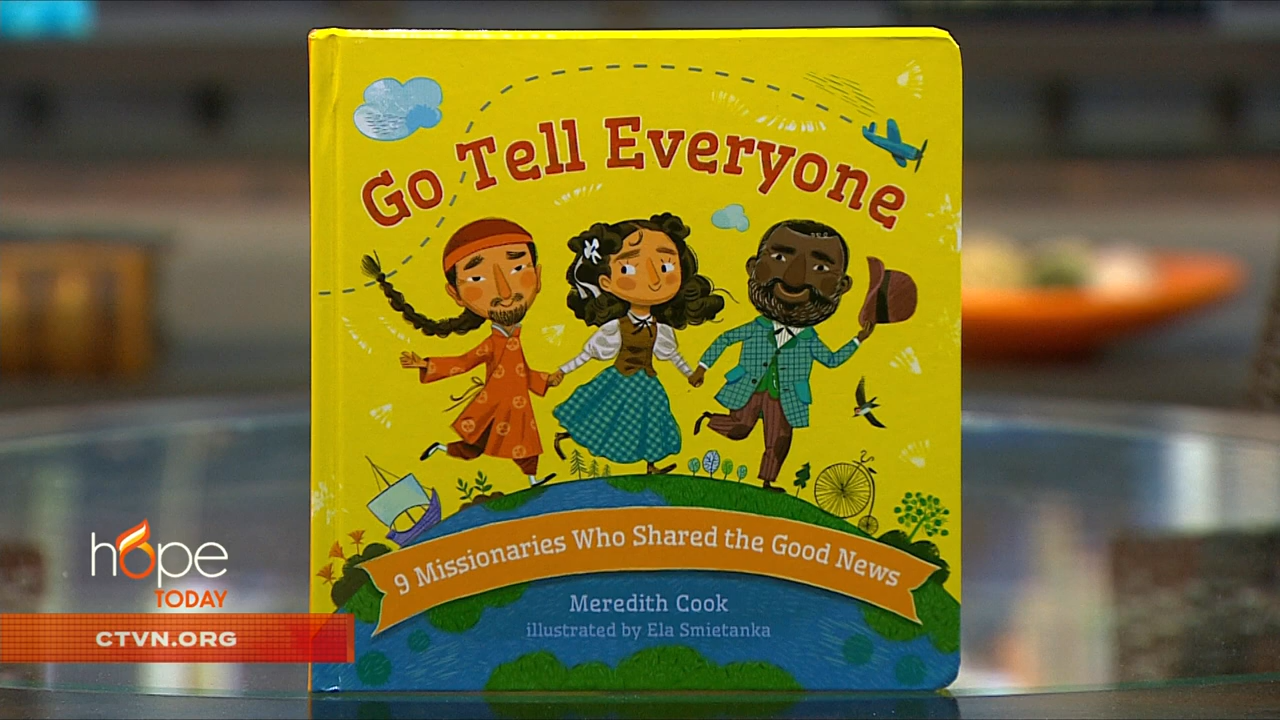 Go Tell Everyone
9 Missionaries Who Shared the Good News
Meredith Cook
illustrated by Ela Smietanka
hope
TODAY
CTVN.ORG